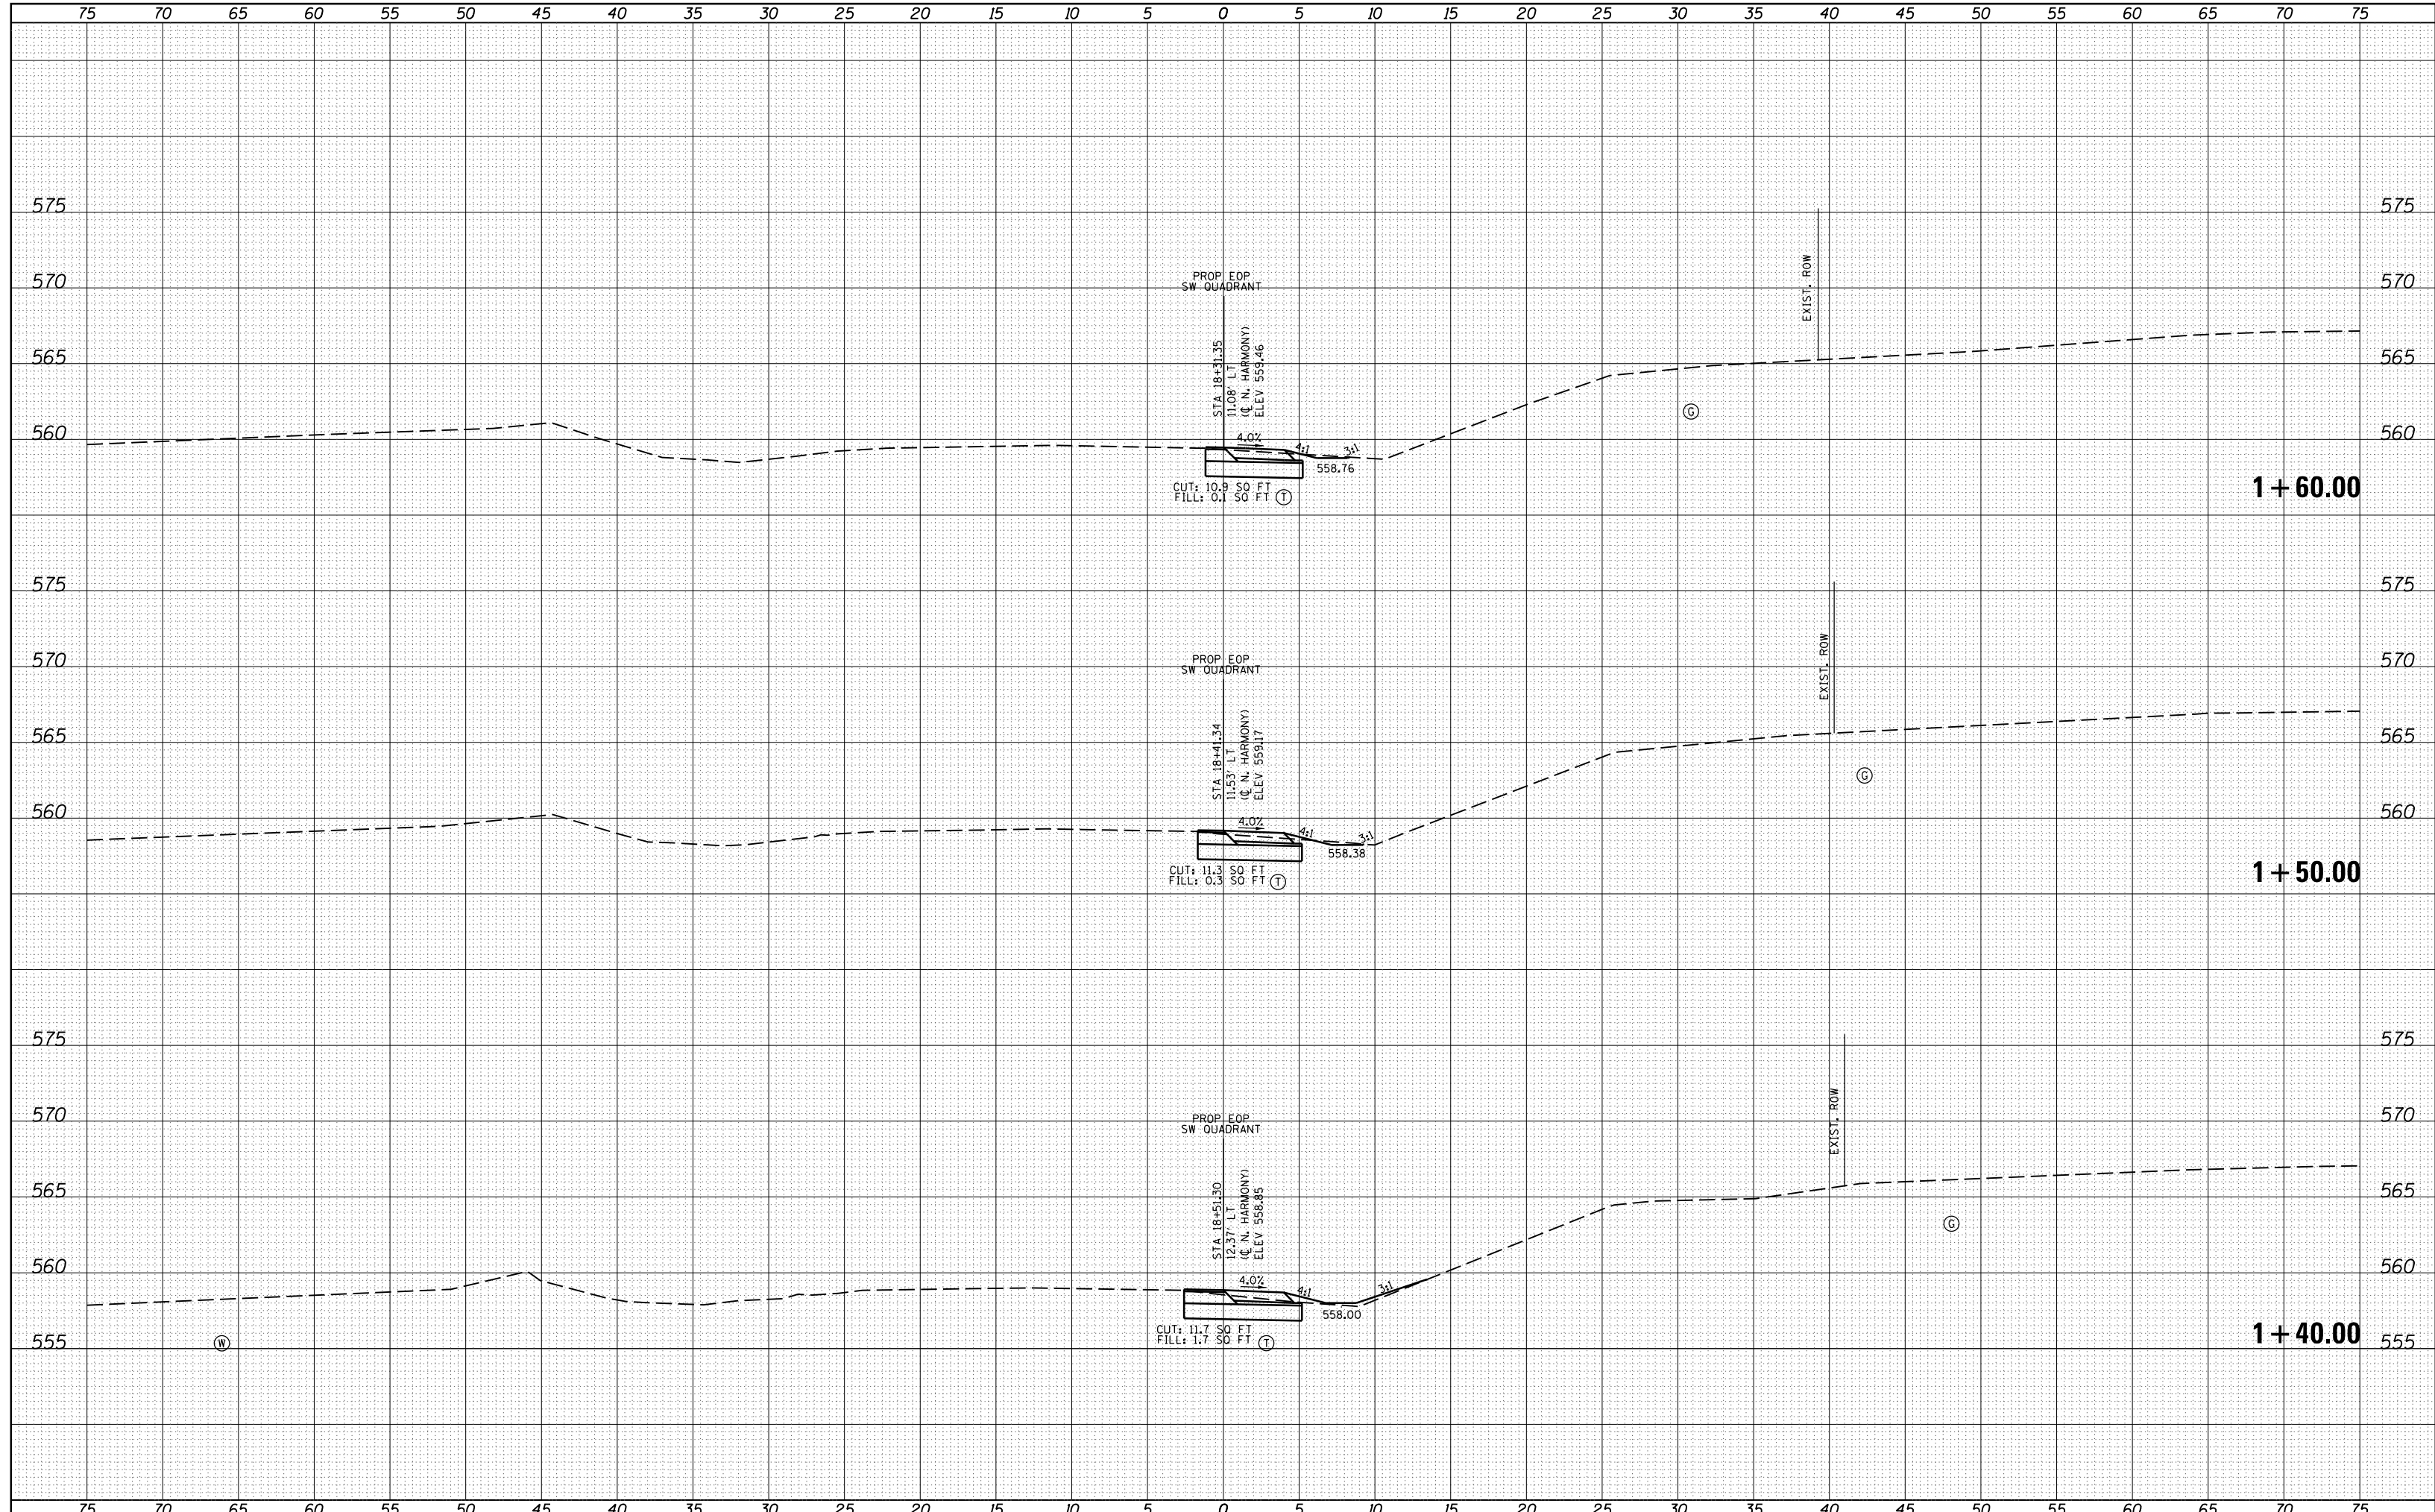 75 70 65 60 55 50 45 40 35 30 25 20 15 10 5 0 5 10 15 20 25 30 35 40 45 50 55 60 65 70 75
575 575
570 570
565 565
560 560
PROP EOP
SW QUADRANT
STA 18+31.35
11.08' LT
(℄ N. HARMONY)
ELEV 559.46
EXIST. ROW
G
4.0%
4:1
3:1
558.76
CUT: 10.9 SQ FT
FILL: 0.1 SQ FT T
1+60.00
575 575
570 570
565 565
560 560
PROP EOP
SW QUADRANT
STA 18+41.34
11.53' LT
(℄ N. HARMONY)
ELEV 559.17
EXIST. ROW
G
4.0%
4:1
3:1
558.38
CUT: 11.3 SQ FT
FILL: 0.3 SQ FT T
1+50.00
575 575
570 570
565 565
560 560
555 555
PROP EOP
SW QUADRANT
STA 18+51.30
12.37' LT
(℄ N. HARMONY)
ELEV 558.85
EXIST. ROW
G
4.0%
4:1
3:1
558.00
CUT: 11.7 SQ FT
FILL: 1.7 SQ FT T
W
1+40.00
75 70 65 60 55 50 45 40 35 30 25 20 15 10 5 0 5 10 15 20 25 30 35 40 45 50 55 60 65 70 75